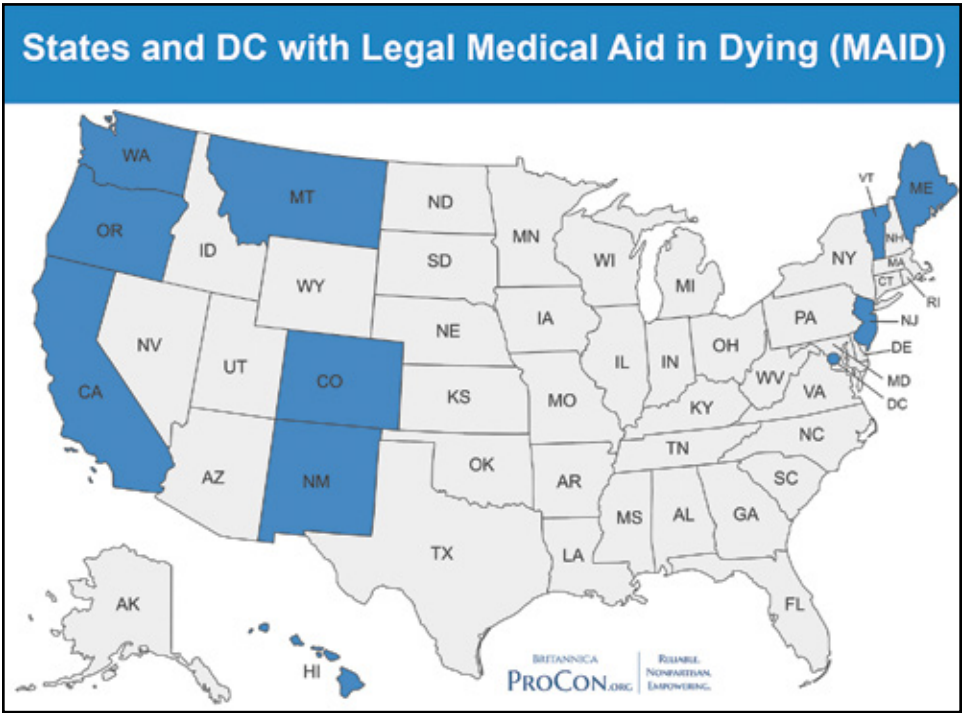 States and DC with Legal Medical Aid in Dying (MAID)
WA
MT
ND
MN
VT
ME
OR
ID
SD
WI
NY
NH
MA
CT
RI
WY
MI
NV
UT
NE
IA
PA
NJ
CA
CO
IL
IN
OH
DE
KS
MO
WV
VA
MD
DC
KY
AZ
NM
OK
AR
TN
NC
SC
TX
LA
MS
AL
GA
AK
FL
HI
BRITANNICA
PROCON.ORG
RELIABLE.
NONPARTISAN.
EMPOWERING.